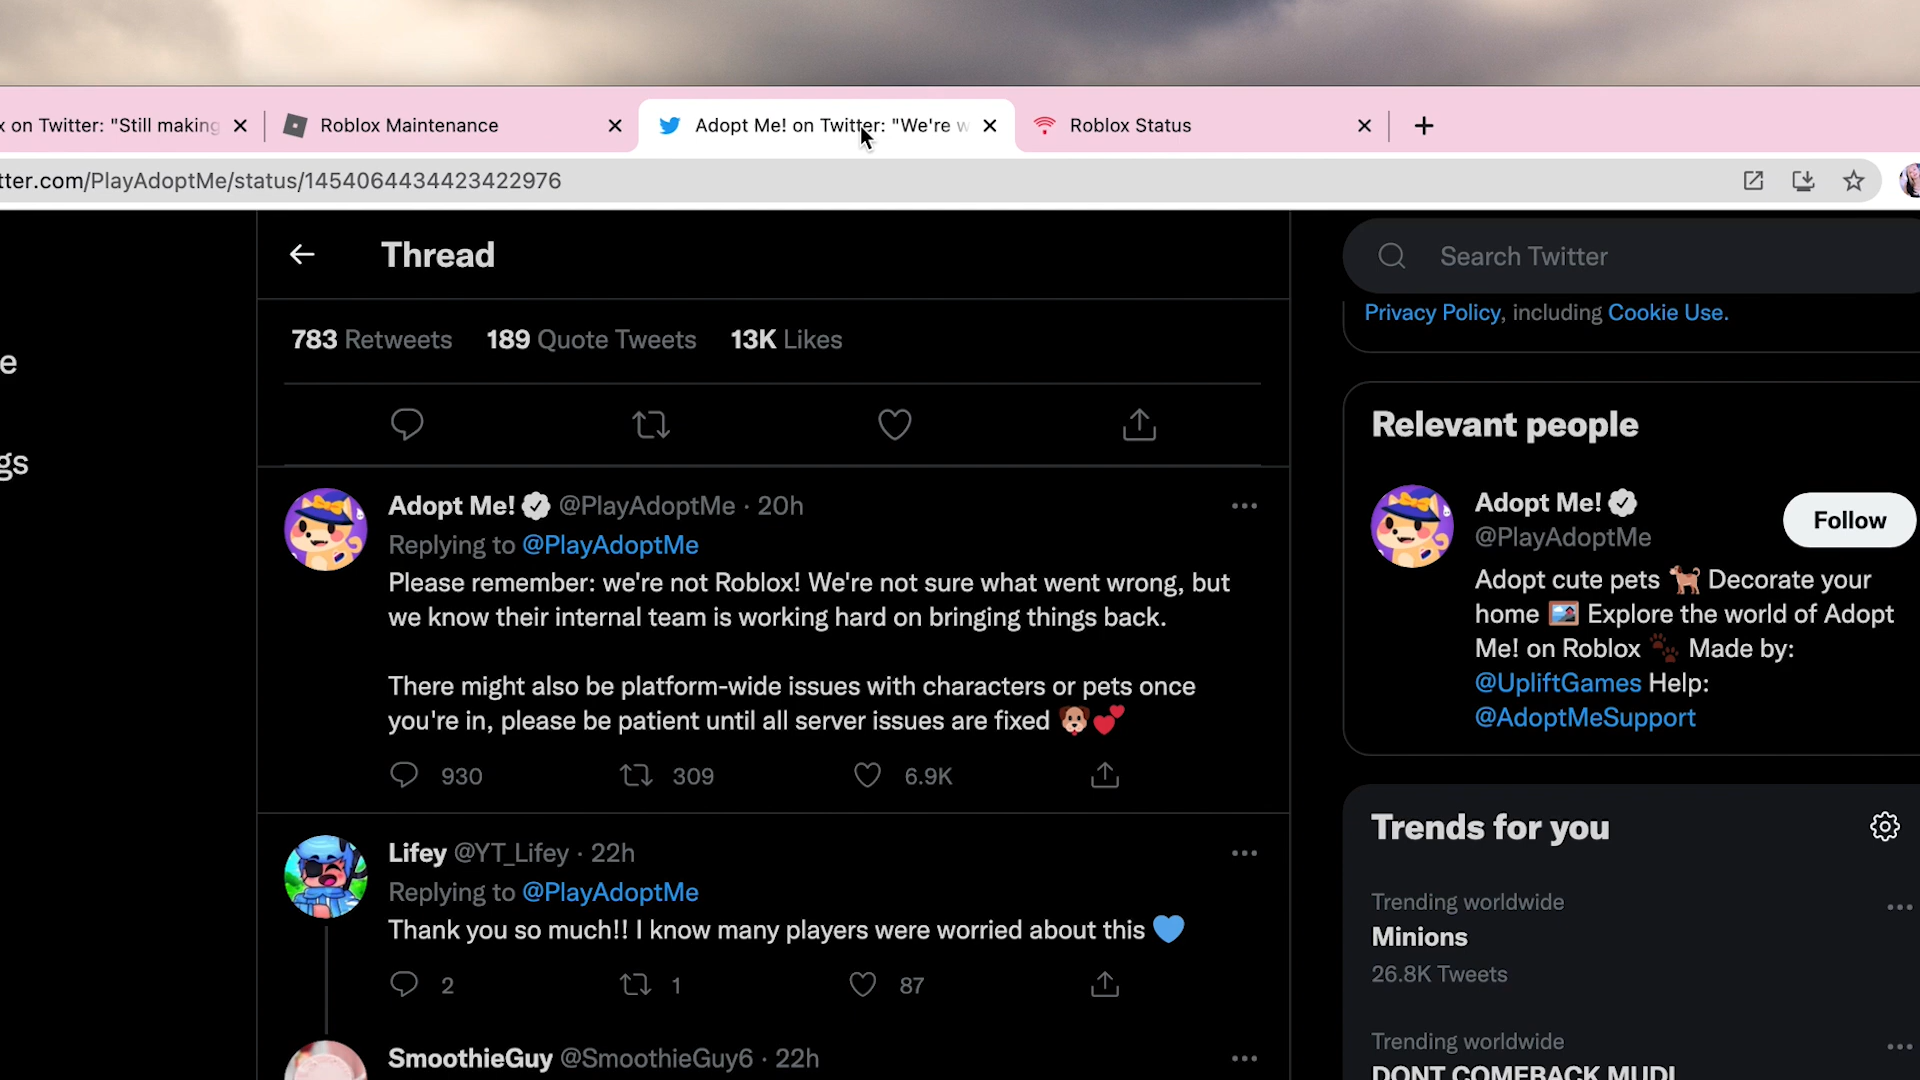 x on Twitter: "Still making
Roblox Maintenance
Adopt Me! on Twitter: "We're w
Roblox Status
tter.com/PlayAdoptMe/status/1454064434423422976
Thread
Search Twitter
783 Retweets 189 Quote Tweets 13K Likes
Privacy Policy, including Cookie Use.
e
gs
Adopt Me! @PlayAdoptMe · 20h
Replying to @PlayAdoptMe
Please remember: we're not Roblox! We're not sure what went wrong, but
we know their internal team is working hard on bringing things back.
There might also be platform-wide issues with characters or pets once
you're in, please be patient until all server issues are fixed 🐶💕
930 309 6.9K
Lifey @YT_Lifey · 22h
Replying to @PlayAdoptMe
Thank you so much!! I know many players were worried about this 💙
2 1 87
SmoothieGuy @SmoothieGuy6 · 22h
Relevant people
Adopt Me!
@PlayAdoptMe
Follow
Adopt cute pets 🐕 Decorate your
home 🖼️ Explore the world of Adopt
Me! on Roblox 🐾 Made by:
@UpliftGames Help:
@AdoptMeSupport
Trends for you
Trending worldwide
Minions
26.8K Tweets
Trending worldwide
DONT COMEBACK MUDI